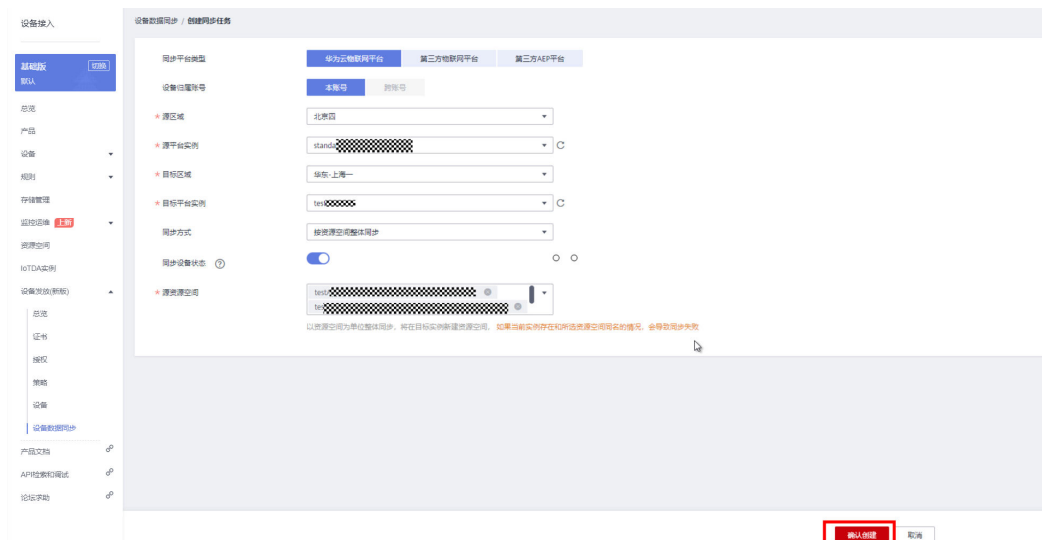 设备接入
设备数据同步 / 创建同步任务
基础版 切换
默认
总览
产品
设备
规则
存储管理
监控运维 上新
资源空间
IoTDA实例
设备发放(新版)
总览
证书
授权
策略
设备
设备数据同步
产品文档
API检索和调试
论坛求助
同步平台类型 华为云物联网平台 第三方物联网平台 第三方AEP平台
设备归属账号 本账号 跨账号
* 源区域 北京四
* 源平台实例 standa
* 目标区域 华东-上海一
* 目标平台实例 test
同步方式 按资源空间整体同步
同步设备状态 ?
* 源资源空间 test
tes
以资源空间为单位整体同步，将在目标实例新建资源空间，如果当前实例存在和所选资源空间同名的情况，会导致同步失败
确认创建 取消